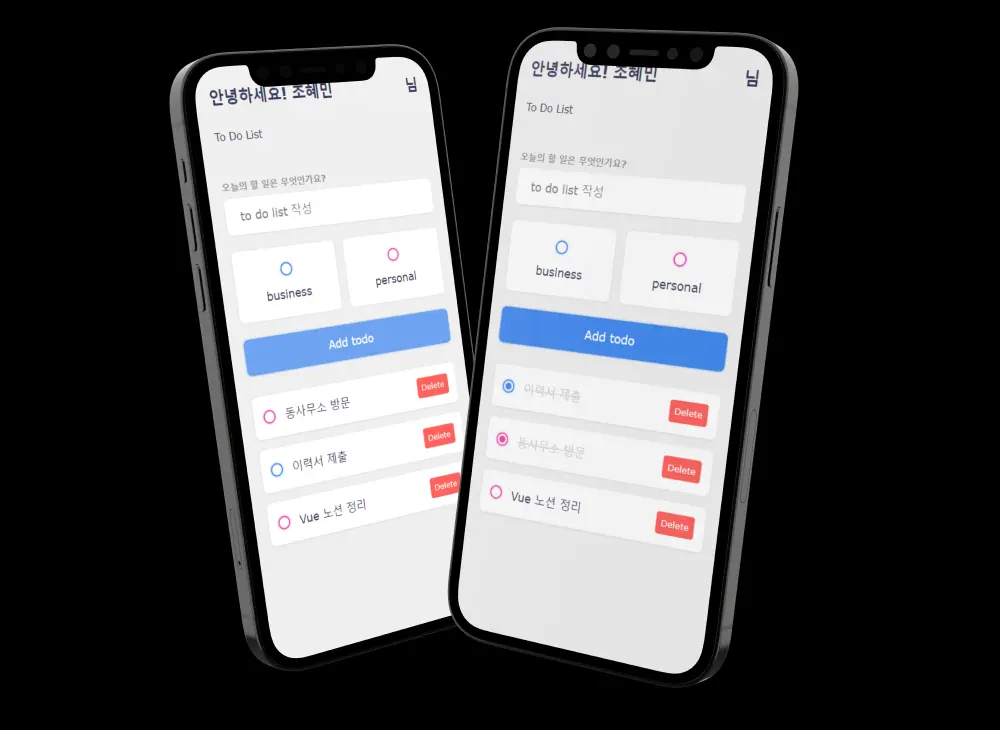 안녕하세요! 조혜민 님
To Do List
오늘의 할 일은 무엇인가요?
to do list 작성
business
personal
Add todo
동사무소 방문
Delete
이력서 제출
Delete
Vue 노션 정리
Delete
안녕하세요! 조혜민 님
To Do List
오늘의 할 일은 무엇인가요?
to do list 작성
business
personal
Add todo
이력서 제출
Delete
동사무소 방문
Delete
Vue 노션 정리
Delete